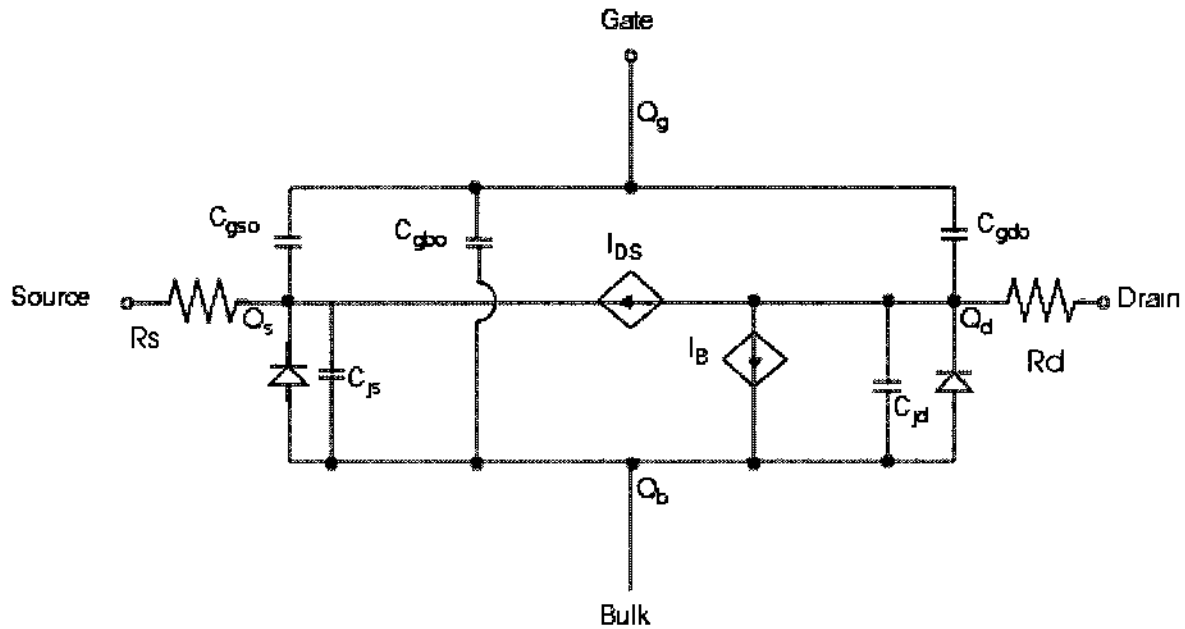 Gate
Qg
Cgso
Cgbo
IDS
Cgdo
Source
Rs
Qs
Cjs
IB
Cjd
Qd
Rd
Drain
Qb
Bulk